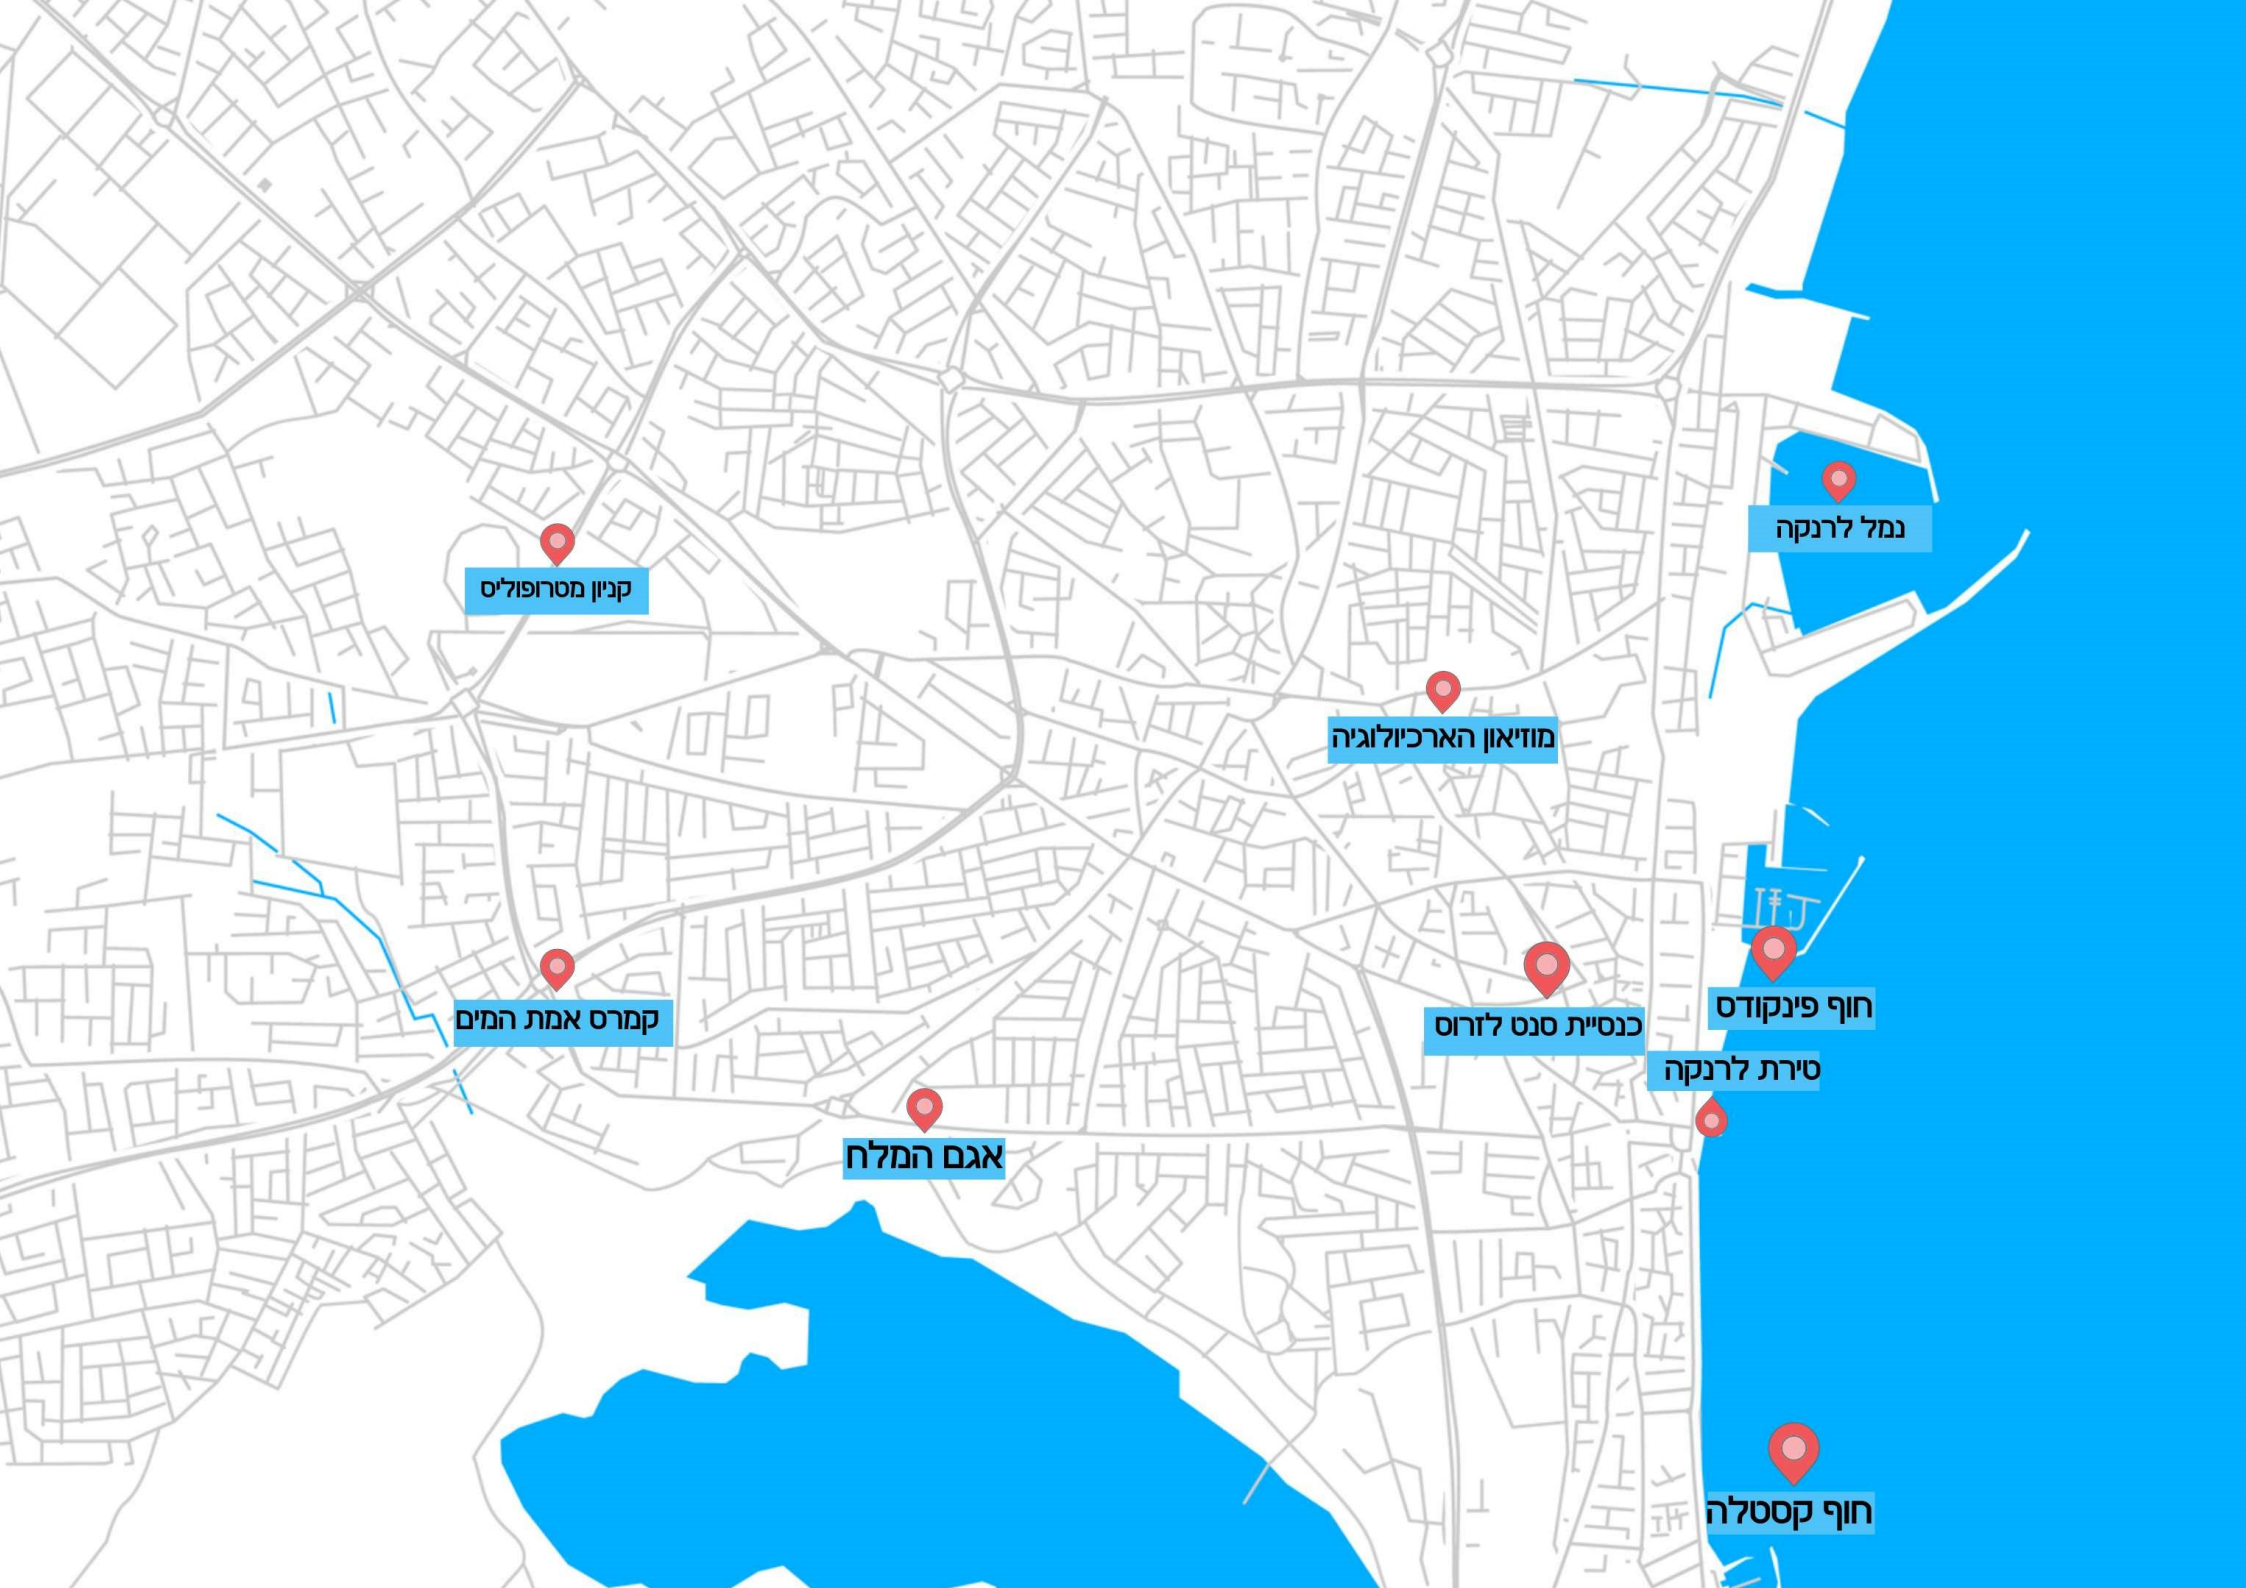 נמל לרנקה
קניון מטרופוליס
מוזיאון הארכיולוגיה
חוף פינקודס
קמרס אמת המים
כנסיית סנט לזרוס
טירת לרנקה
אגם המלח
חוף קסטלה